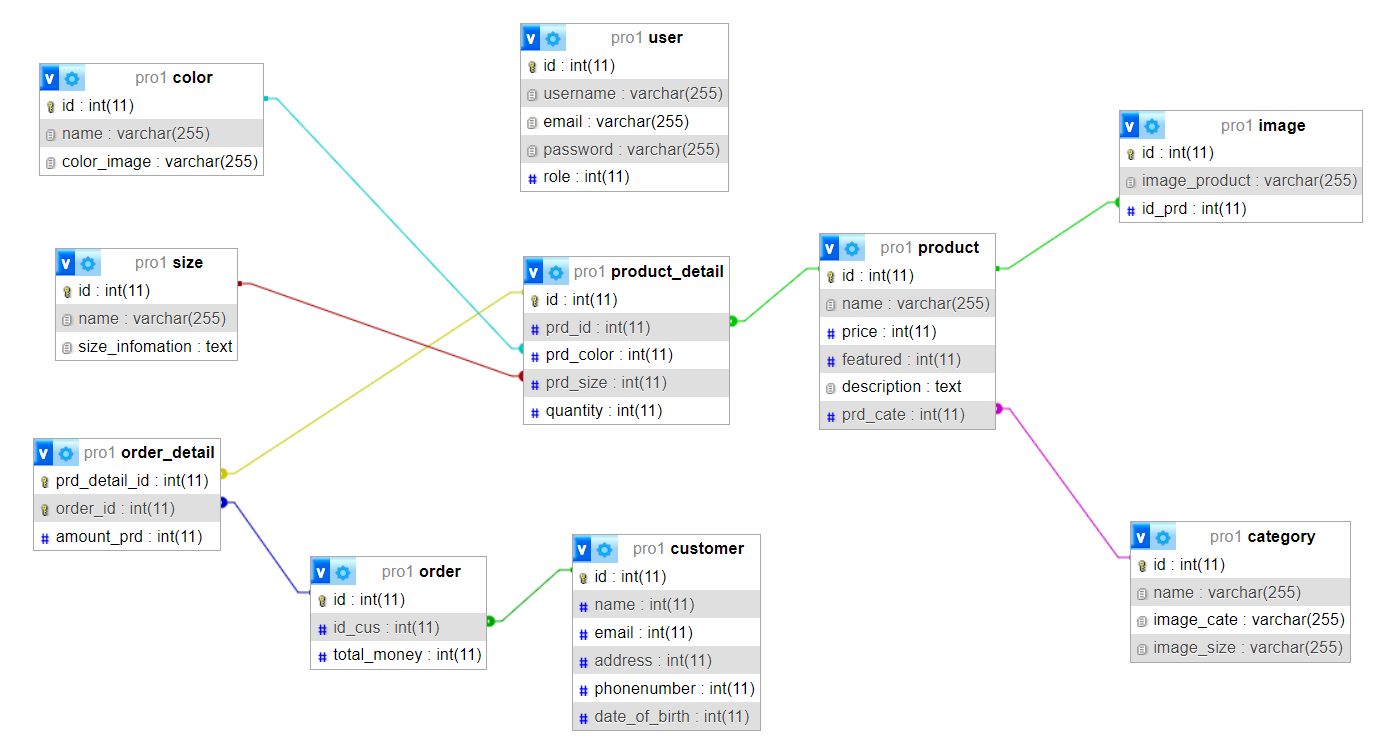 pro1 user
id : int(11)
username : varchar(255)
email : varchar(255)
password : varchar(255)
role : int(11)
pro1 color
id : int(11)
name : varchar(255)
color_image : varchar(255)
pro1 image
id : int(11)
image_product : varchar(255)
id_prd : int(11)
pro1 size
id : int(11)
name : varchar(255)
size_infomation : text
pro1 product_detail
id : int(11)
prd_id : int(11)
prd_color : int(11)
prd_size : int(11)
quantity : int(11)
pro1 product
id : int(11)
name : varchar(255)
price : int(11)
featured : int(11)
description : text
prd_cate : int(11)
pro1 order_detail
prd_detail_id : int(11)
order_id : int(11)
amount_prd : int(11)
pro1 order
id : int(11)
id_cus : int(11)
total_money : int(11)
pro1 customer
id : int(11)
name : int(11)
email : int(11)
address : int(11)
phonenumber : int(11)
date_of_birth : int(11)
pro1 category
id : int(11)
name : varchar(255)
image_cate : varchar(255)
image_size : varchar(255)